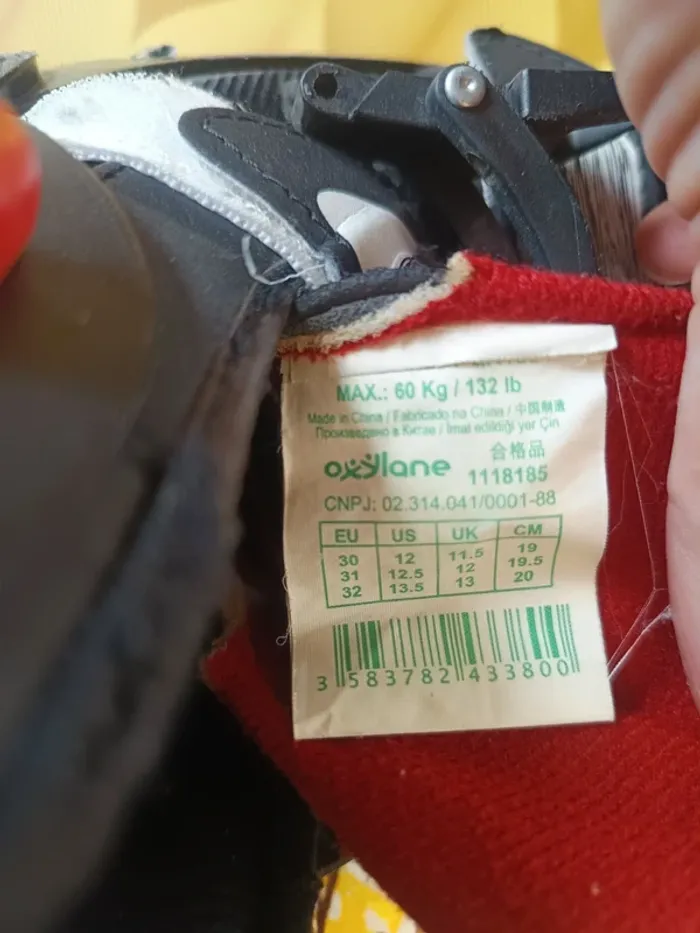 MAX.: 60 Kg / 132 lb
Made in China / Fabricado na China / 中国制造
Произведено в Китае / İmal edildiği yer Çin
合格品
oxylane 1118185
CNPJ: 02.314.041/0001-88
EU US UK CM
30 12 11.5 19
31 12.5 12 19.5
32 13.5 13 20
3 583782 433800